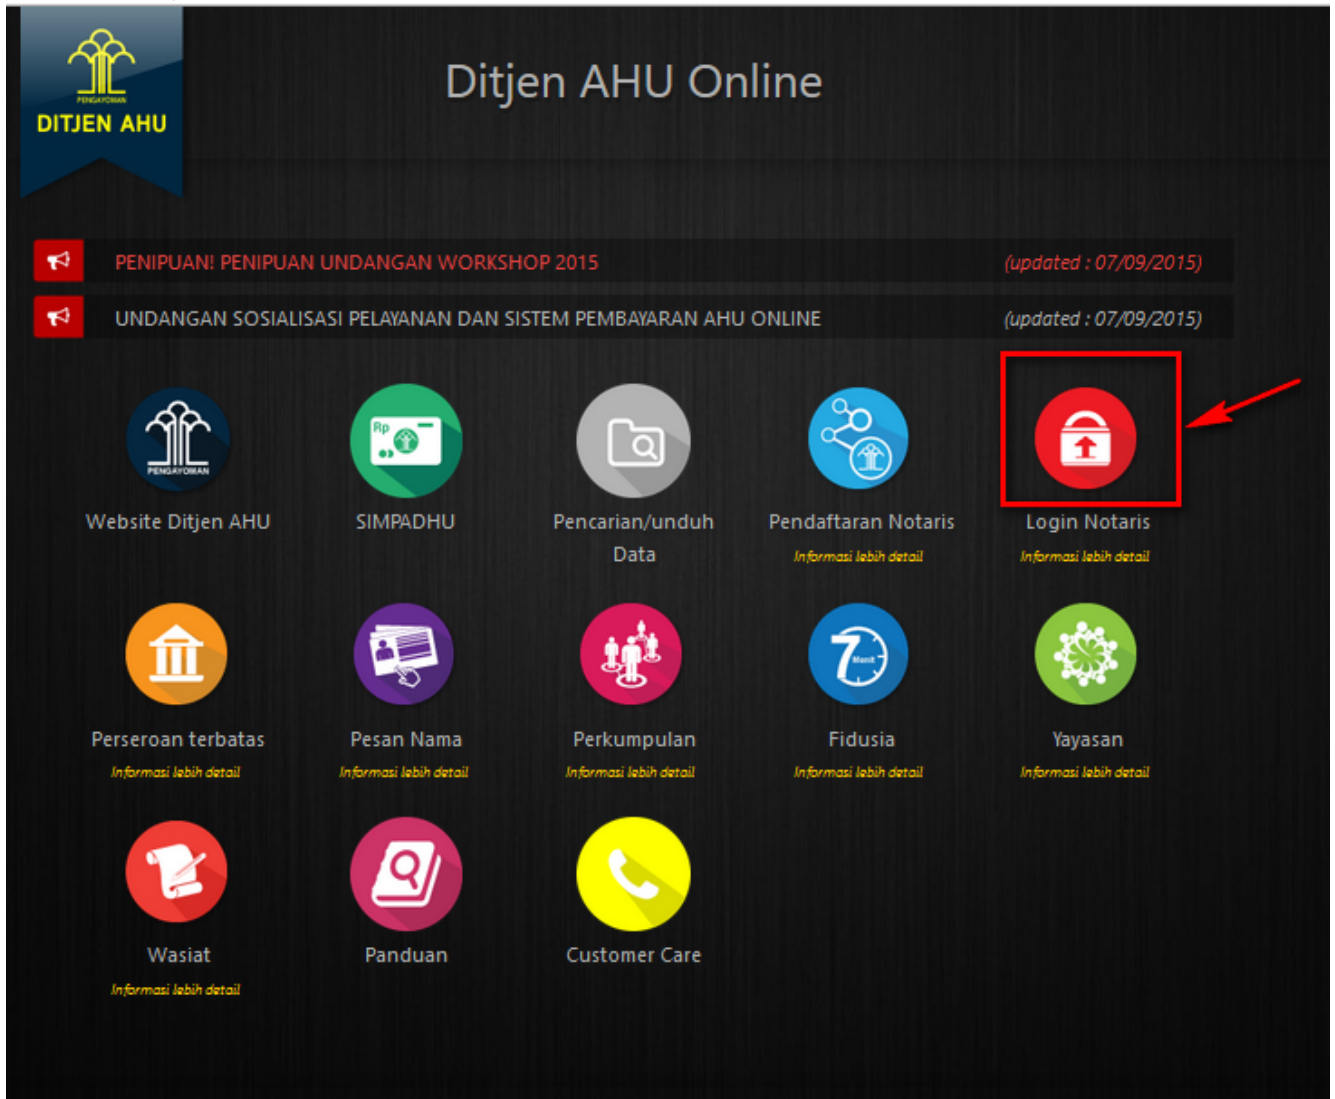 PENGAYOMAN
DITJEN AHU
Ditjen AHU Online
PENIPUAN! PENIPUAN UNDANGAN WORKSHOP 2015 (updated : 07/09/2015)
UNDANGAN SOSIALISASI PELAYANAN DAN SISTEM PEMBAYARAN AHU ONLINE (updated : 07/09/2015)
PENGAYOMAN
Rp
Website Ditjen AHU
SIMPADHU
Pencarian/unduh
Data
Pendaftaran Notaris
Informasi lebih detail
Login Notaris
Informasi lebih detail
7 Menit
Perseroan terbatas
Informasi lebih detail
Pesan Nama
Informasi lebih detail
Perkumpulan
Informasi lebih detail
Fidusia
Informasi lebih detail
Yayasan
Informasi lebih detail
Wasiat
Informasi lebih detail
Panduan
Customer Care